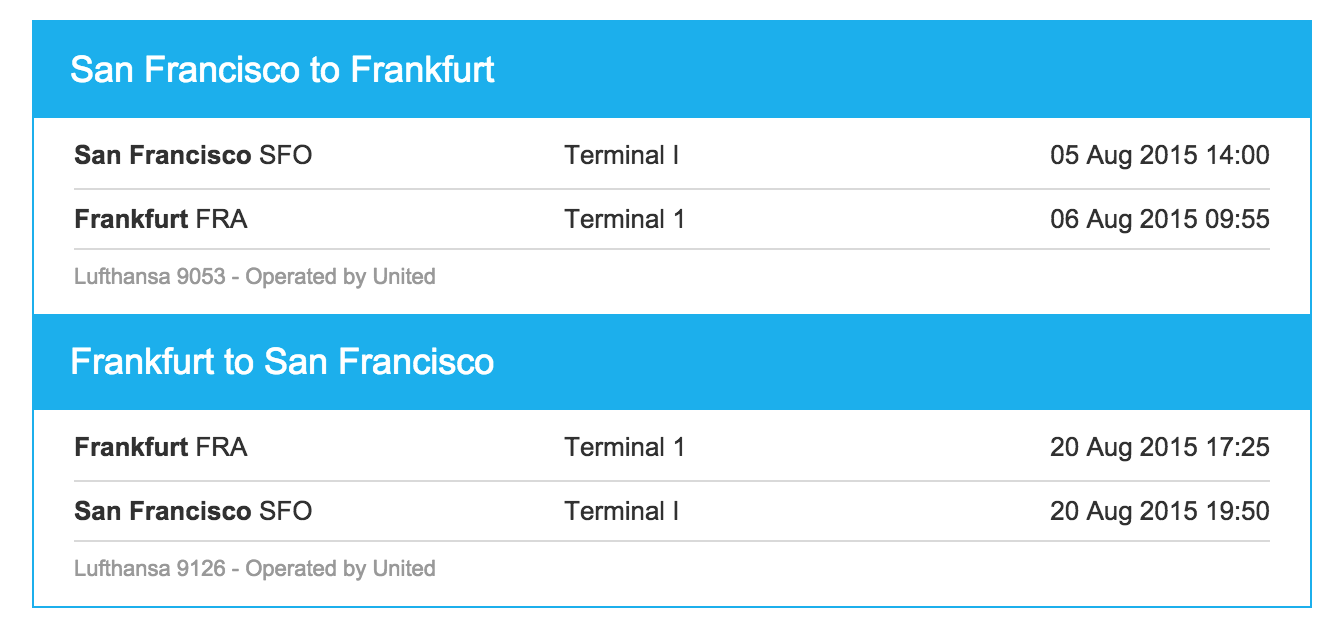 San Francisco to Frankfurt
San Francisco SFO Terminal I 05 Aug 2015 14:00
Frankfurt FRA Terminal 1 06 Aug 2015 09:55
Lufthansa 9053 - Operated by United
Frankfurt to San Francisco
Frankfurt FRA Terminal 1 20 Aug 2015 17:25
San Francisco SFO Terminal I 20 Aug 2015 19:50
Lufthansa 9126 - Operated by United